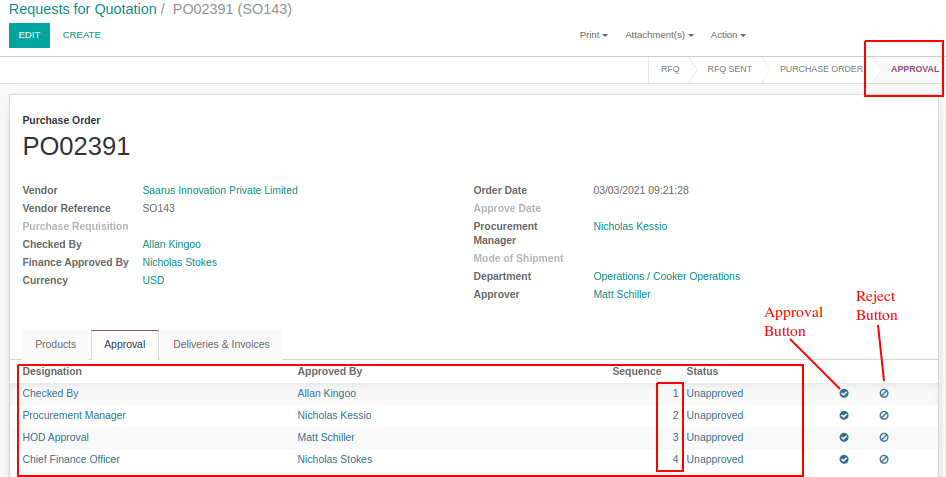 Requests for Quotation / PO02391 (SO143)
EDIT CREATE Print Attachment(s) Action
RFQ RFQ SENT PURCHASE ORDER APPROVAL
Purchase Order
PO02391
Vendor Saarus Innovation Private Limited Order Date 03/03/2021 09:21:28
Vendor Reference SO143 Approve Date
Purchase Requisition Procurement Manager Nicholas Kessio
Checked By Allan Kingoo
Finance Approved By Nicholas Stokes Mode of Shipment
Currency USD Department Operations / Cooker Operations
Approver Matt Schiller
Approval Button
Reject Button
Products Approval Deliveries & Invoices
Designation Approved By Sequence Status
Checked By Allan Kingoo 1 Unapproved
Procurement Manager Nicholas Kessio 2 Unapproved
HOD Approval Matt Schiller 3 Unapproved
Chief Finance Officer Nicholas Stokes 4 Unapproved